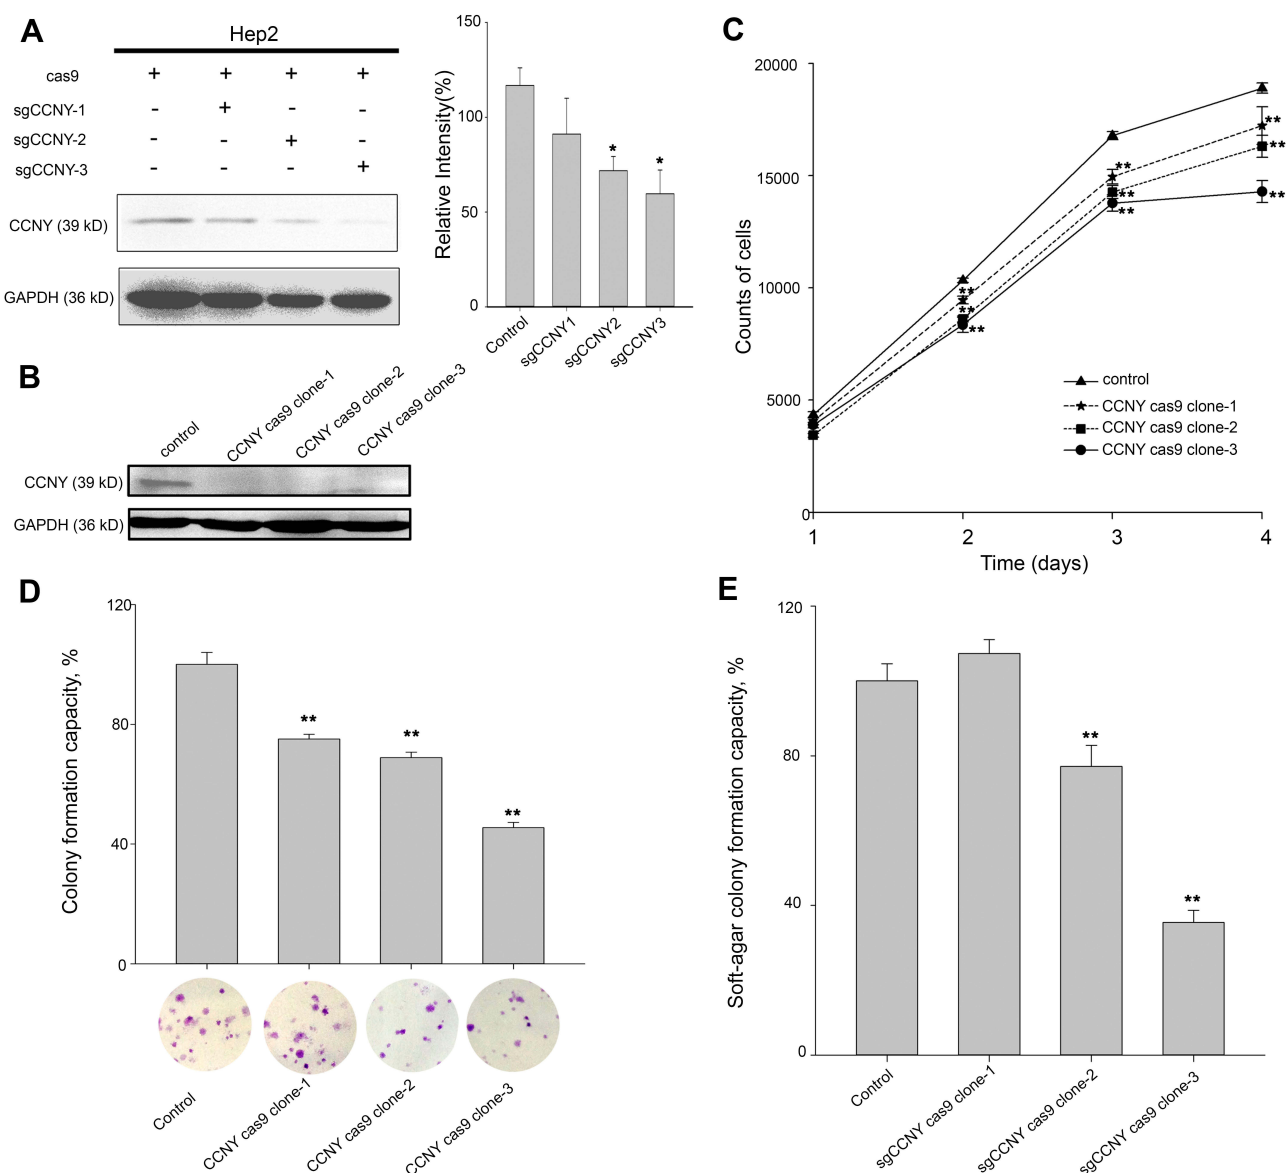 A
Hep2
cas9 + + + +
sgCCNY-1 - + - -
sgCCNY-2 - - + -
sgCCNY-3 - - - +
CCNY (39 kD)
GAPDH (36 kD)
Relative Intensity(%)
150
100
50
0
* *
Control sgCCNY1 sgCCNY2 sgCCNY3
B
control CCNY cas9 clone-1 CCNY cas9 clone-2 CCNY cas9 clone-3
CCNY (39 kD)
GAPDH (36 kD)
C
Counts of cells
20000
15000
10000
5000
0
** ** **
** ** **
** ** **
control
CCNY cas9 clone-1
CCNY cas9 clone-2
CCNY cas9 clone-3
1 2 3 4
Time (days)
D
Colony formation capacity, %
120
80
40
0
** ** **
Control CCNY cas9 clone-1 CCNY cas9 clone-2 CCNY cas9 clone-3
E
Soft-agar colony formation capacity, %
120
80
40
0
** **
Control sgCCNY cas9 clone-1 sgCCNY cas9 clone-2 sgCCNY cas9 clone-3